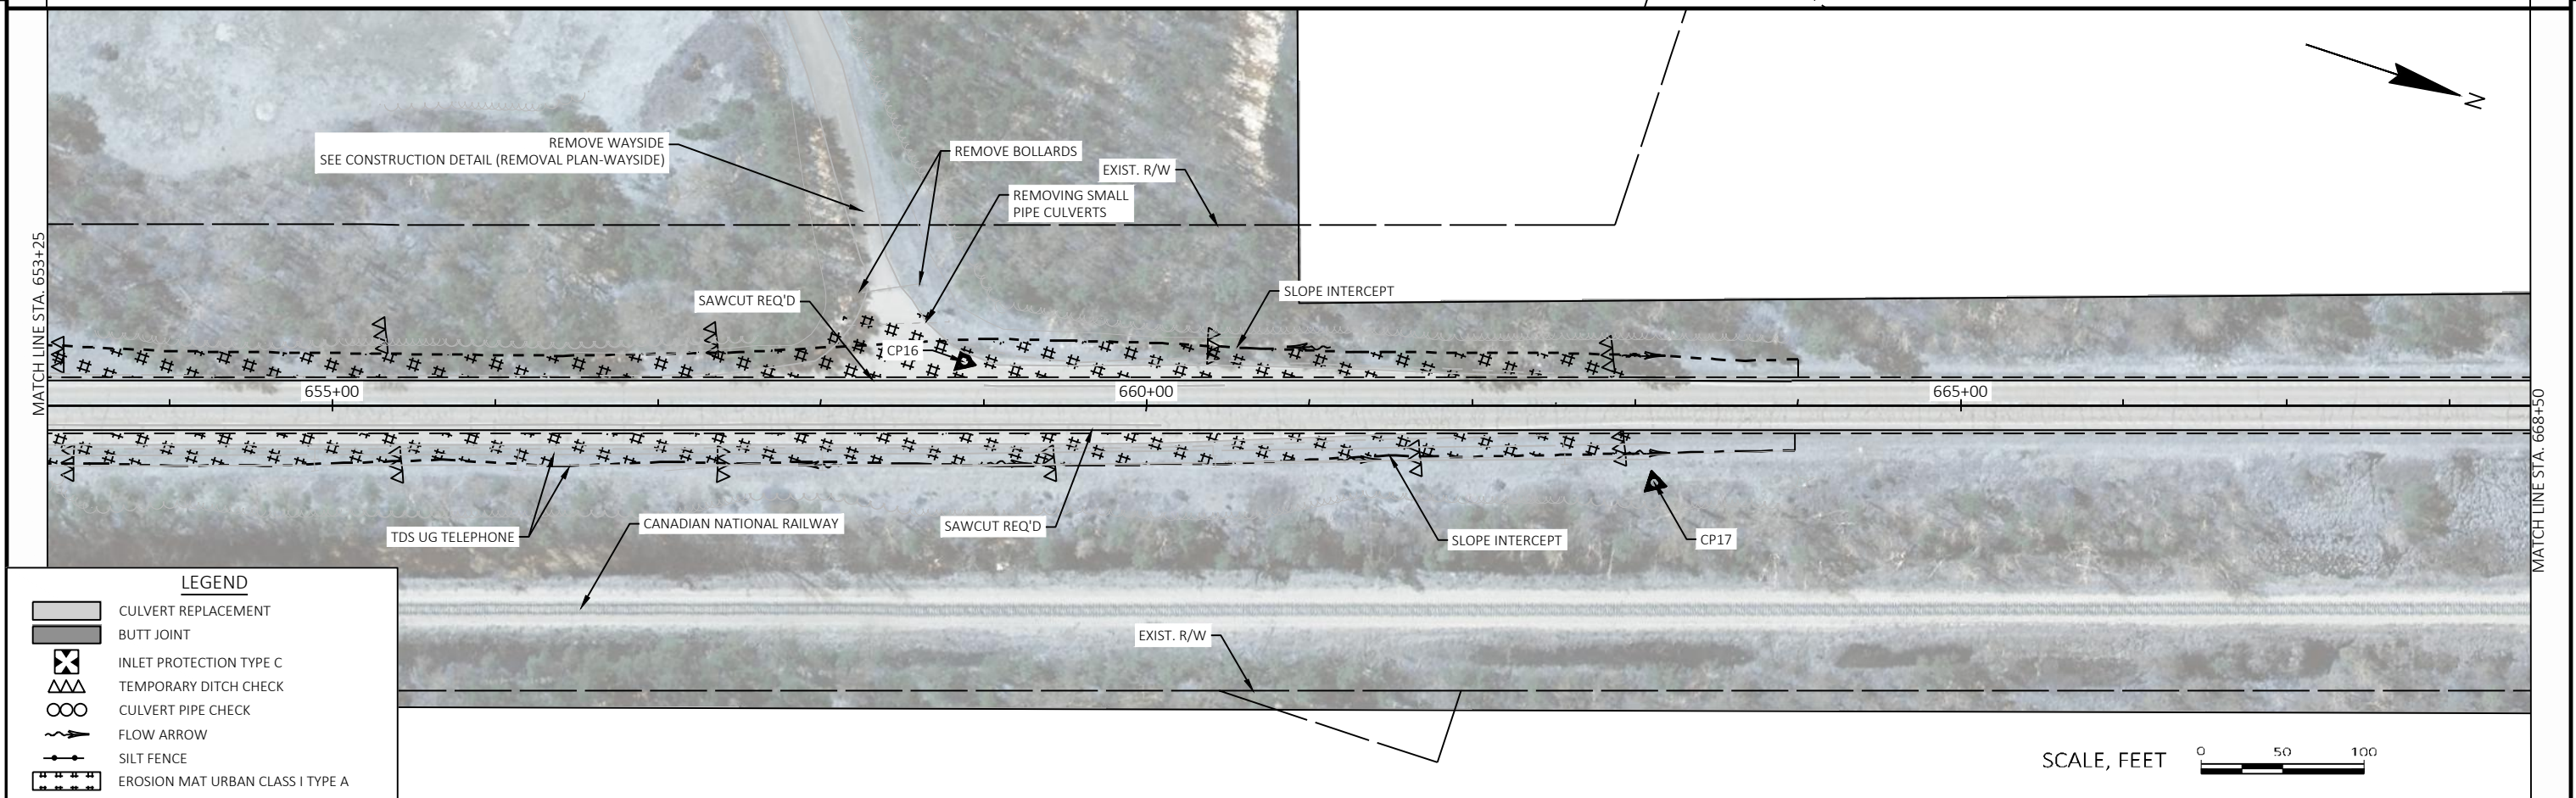 REMOVE WAYSIDE
SEE CONSTRUCTION DETAIL (REMOVAL PLAN-WAYSIDE)
REMOVE BOLLARDS
EXIST. R/W
REMOVING SMALL
PIPE CULVERTS
N
MATCH LINE STA. 653+25
SAWCUT REQ'D
SLOPE INTERCEPT
CP16
655+00
660+00
665+00
MATCH LINE STA. 668+50
TDS UG TELEPHONE
CANADIAN NATIONAL RAILWAY
SAWCUT REQ'D
SLOPE INTERCEPT
CP17
EXIST. R/W
LEGEND
CULVERT REPLACEMENT
BUTT JOINT
INLET PROTECTION TYPE C
TEMPORARY DITCH CHECK
CULVERT PIPE CHECK
FLOW ARROW
SILT FENCE
EROSION MAT URBAN CLASS I TYPE A
SCALE, FEET
0 50 100